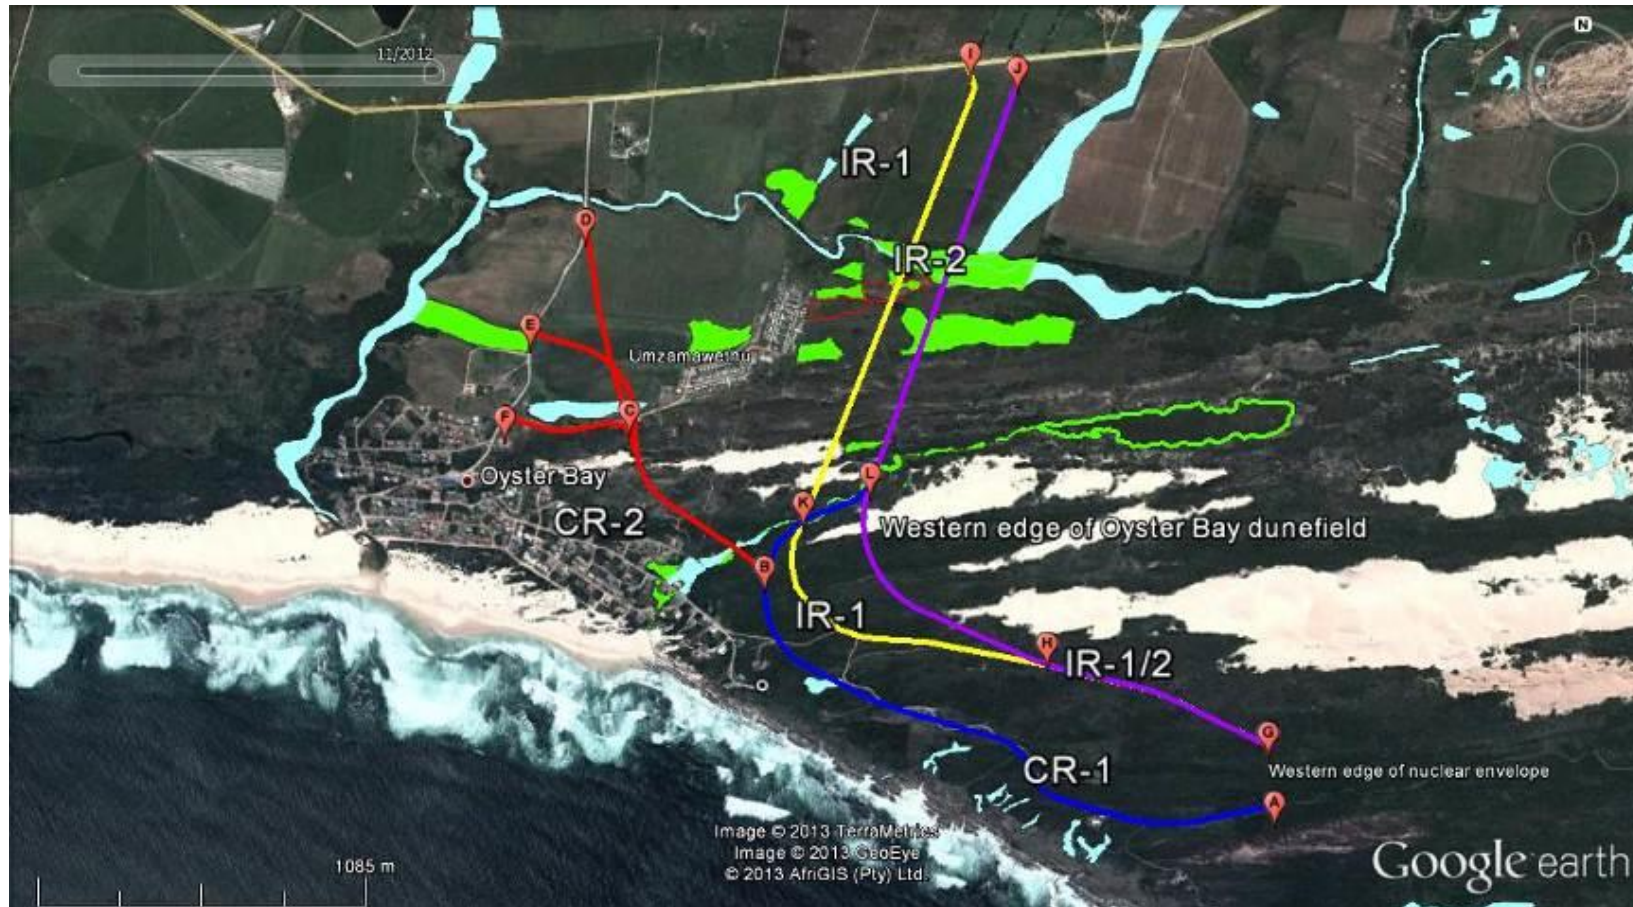 11/2012
N
I
J
IR-1
D
IR-2
E
Umzamawethu
F
C
L
Oyster Bay
K
CR-2
Western edge of Oyster Bay dunefield
B
IR-1
H
IR-1/2
G
CR-1
Western edge of nuclear envelope
A
Image © 2013 TerraMetrics
Image © 2013 GeoEye
© 2013 AfriGIS (Pty) Ltd.
1085 m
Google earth